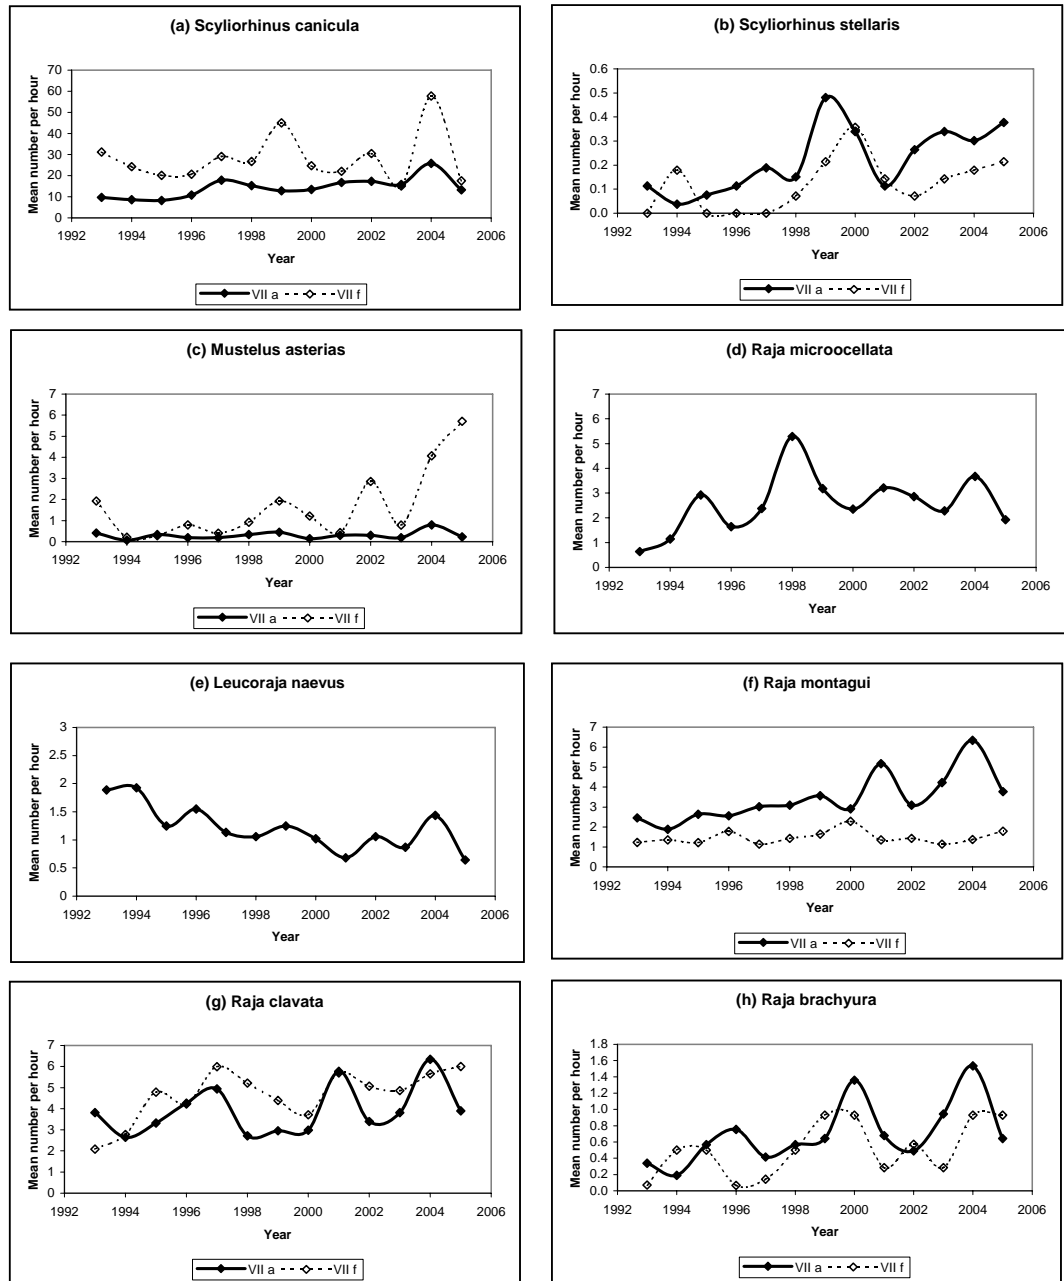 (a) Scyliorhinus canicula
Mean number per hour
70
60
50
40
30
20
10
0
1992 1994 1996 1998 2000 2002 2004 2006
Year
VII a VII f
(b) Scyliorhinus stellaris
Mean number per hour
0.6
0.5
0.4
0.3
0.2
0.1
0.0
1992 1994 1996 1998 2000 2002 2004 2006
Year
VII a VII f
(c) Mustelus asterias
Mean number per hour
7
6
5
4
3
2
1
0
1992 1994 1996 1998 2000 2002 2004 2006
Year
VII a VII f
(d) Raja microocellata
Mean number per hour
7
6
5
4
3
2
1
0
1992 1994 1996 1998 2000 2002 2004 2006
Year
(e) Leucoraja naevus
Mean number per hour
3
2.5
2
1.5
1
0.5
0
1992 1994 1996 1998 2000 2002 2004 2006
Year
(f) Raja montagui
Mean number per hour
7
6
5
4
3
2
1
0
1992 1994 1996 1998 2000 2002 2004 2006
Year
VII a VII f
(g) Raja clavata
Mean number per hour
7
6
5
4
3
2
1
0
1992 1994 1996 1998 2000 2002 2004 2006
Year
VII a VII f
(h) Raja brachyura
Mean number per hour
1.8
1.6
1.4
1.2
1.0
0.8
0.6
0.4
0.2
0.0
1992 1994 1996 1998 2000 2002 2004 2006
Year
VII a VII f